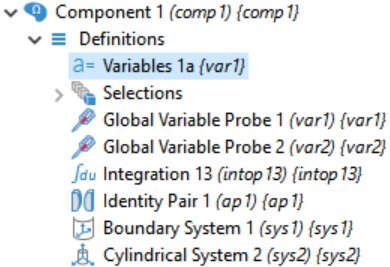 Component 1 (comp1) {comp1}
Definitions
a= Variables 1a {var1}
Selections
Global Variable Probe 1 (var1) {var1}
Global Variable Probe 2 (var2) {var2}
∫du Integration 13 (intop13) {intop13}
Identity Pair 1 (ap1) {ap1}
Boundary System 1 (sys1) {sys1}
Cylindrical System 2 (sys2) {sys2}